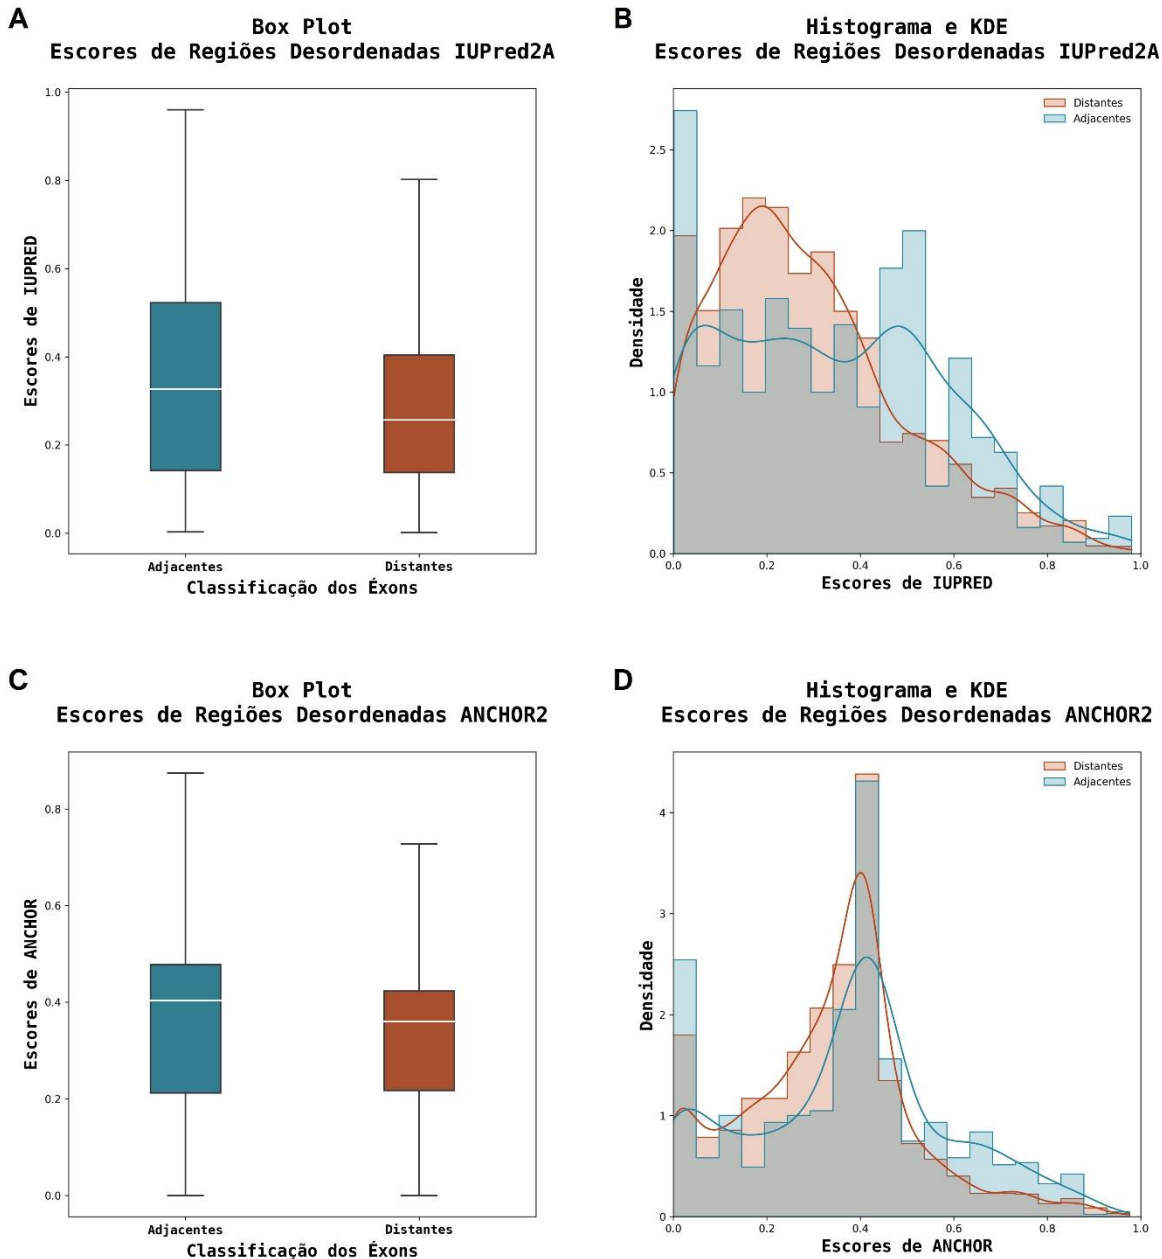 A
Box Plot
Escores de Regiões Desordenadas IUPred2A
1.0
0.8
0.6
0.4
0.2
0.0
Escores de IUPRED
Adjacentes
Distantes
Classificação dos Éxons
B
Histograma e KDE
Escores de Regiões Desordenadas IUPred2A
Distantes
Adjacentes
2.5
2.0
1.5
1.0
0.5
0.0
Densidade
0.0 0.2 0.4 0.6 0.8 1.0
Escores de IUPRED
C
Box Plot
Escores de Regiões Desordenadas ANCHOR2
0.8
0.6
0.4
0.2
0.0
Escores de ANCHOR
Adjacentes
Distantes
Classificação dos Éxons
D
Histograma e KDE
Escores de Regiões Desordenadas ANCHOR2
Distantes
Adjacentes
4
3
2
1
0
Densidade
0.0 0.2 0.4 0.6 0.8 1.0
Escores de ANCHOR